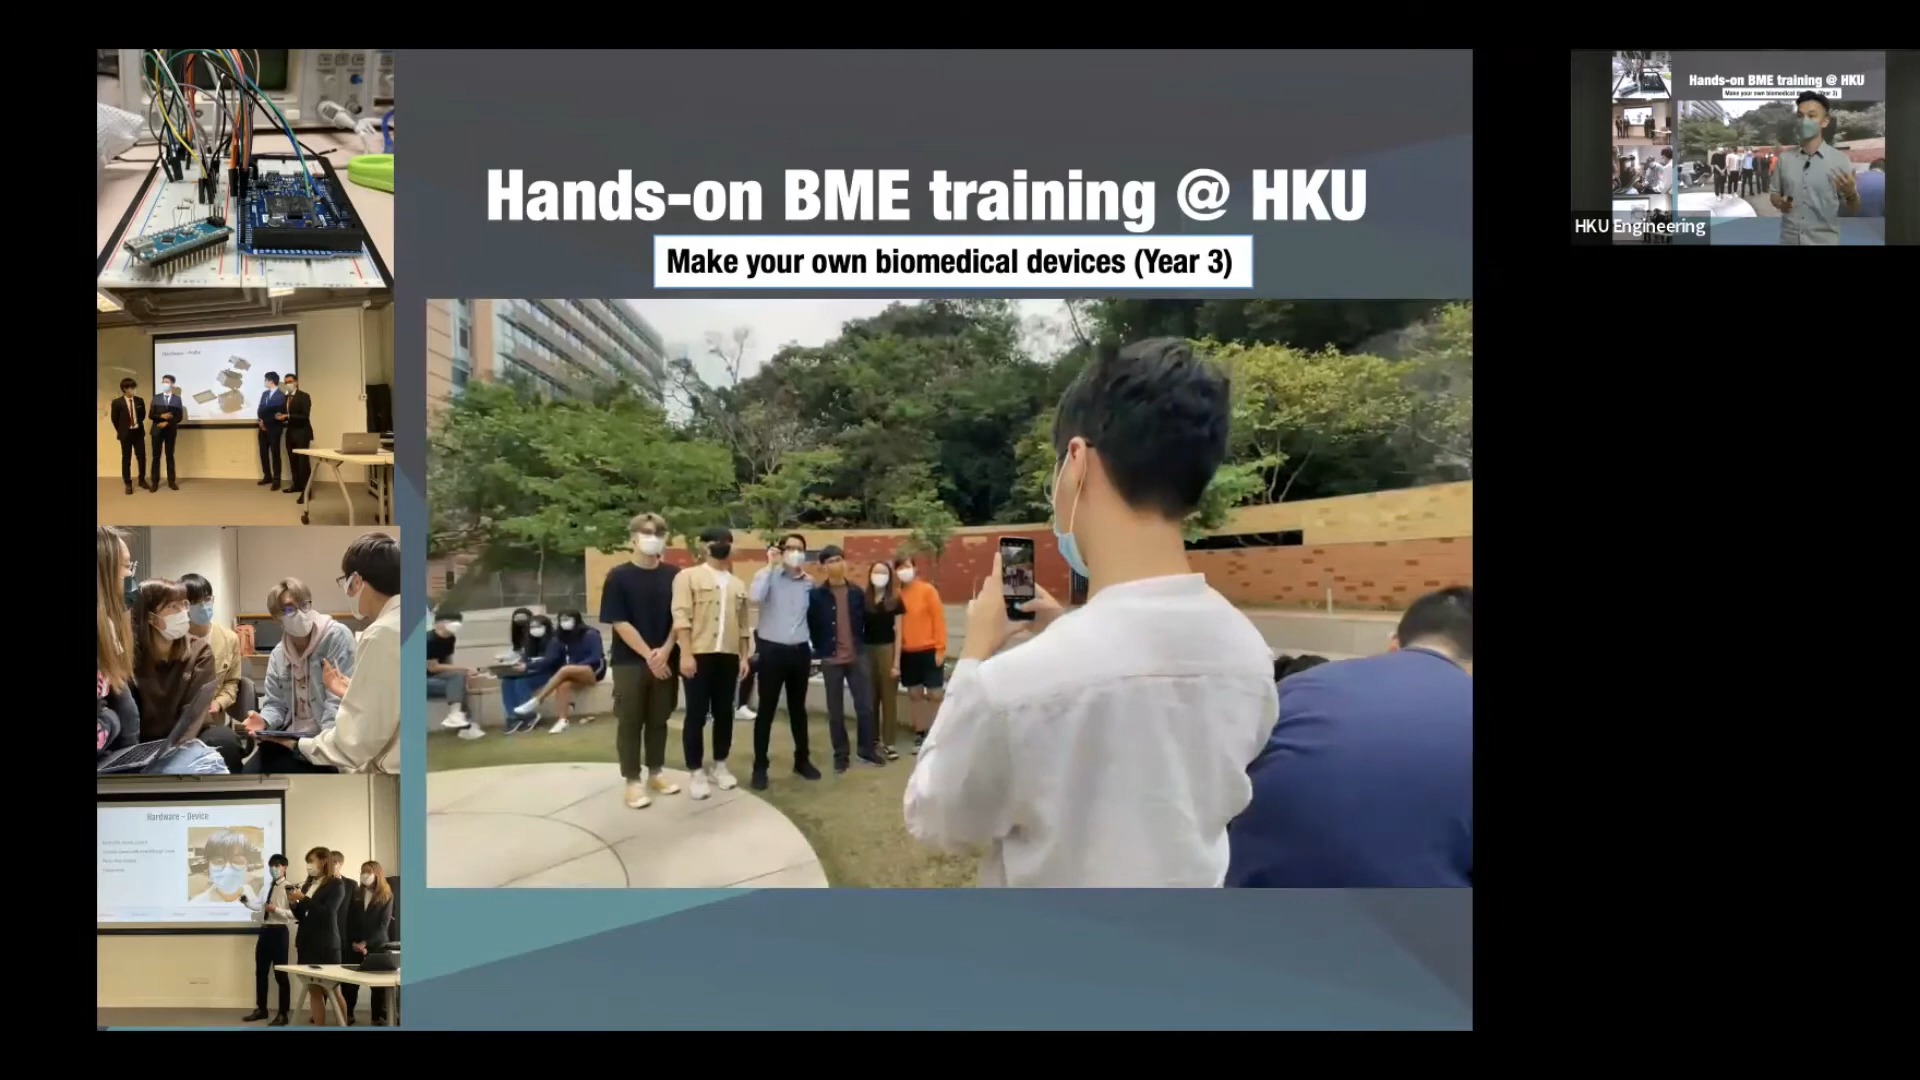 Hands-on BME training @ HKU
Make your own biomedical devices (Year 3)
Hardware - Device
Hands-on BME training @ HKU
HKU Engineering